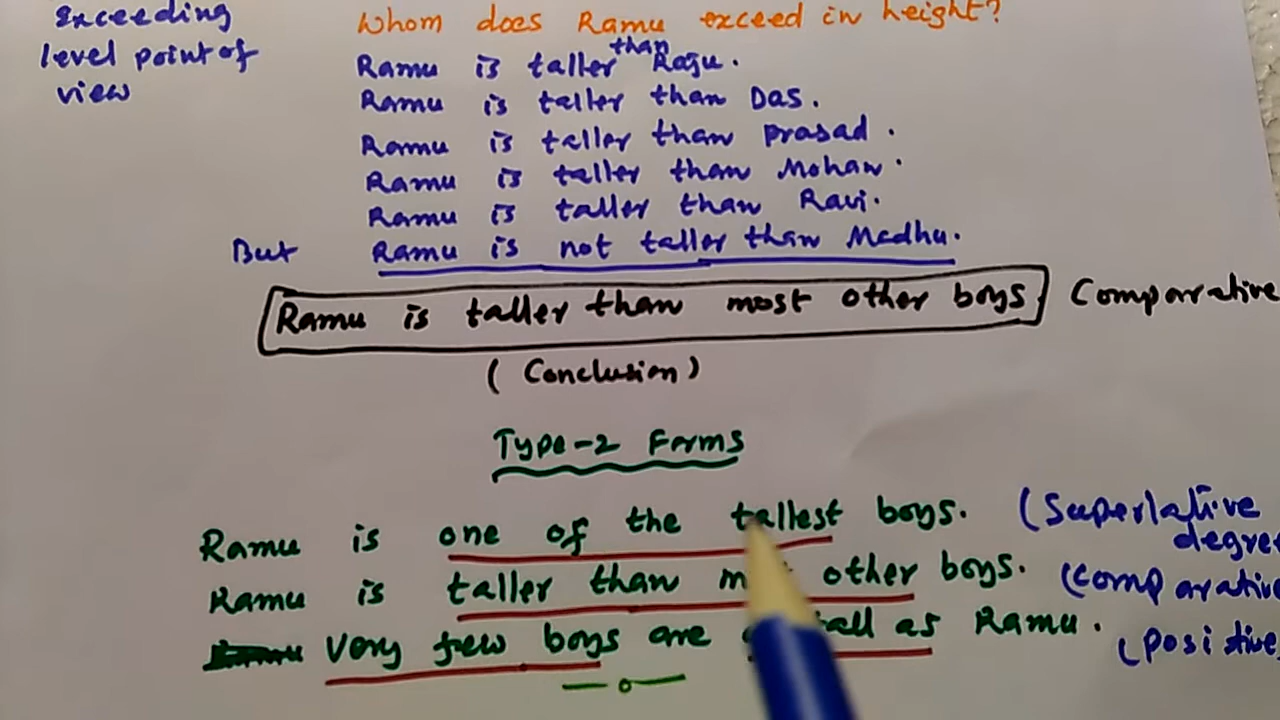 Exceeding
level point of
view
Whom does Ramu exceed in height?
Ramu is taller than Raju.
Ramu is taller than Das.
Ramu is taller than Prasad.
Ramu is taller than Mohan.
Ramu is taller than Ravi.
But Ramu is not taller than Madhu.
Ramu is taller than most other boys Comparative
(Conclusion)
Type-2 Forms
Ramu is one of the tallest boys. (Superlative
degree
Ramu is taller than other boys. (Comparative
Very few boys are as Ramu. (Positive